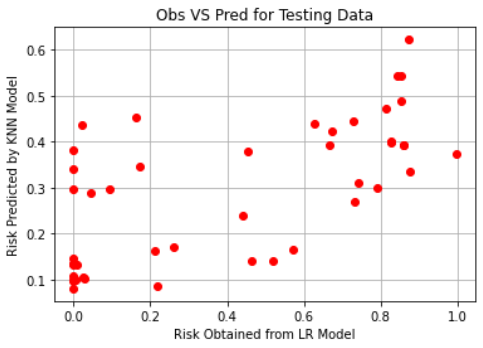 Obs VS Pred for Testing Data
Risk Predicted by KNN Model
0.6
0.5
0.4
0.3
0.2
0.1
0.0 0.2 0.4 0.6 0.8 1.0
Risk Obtained from LR Model